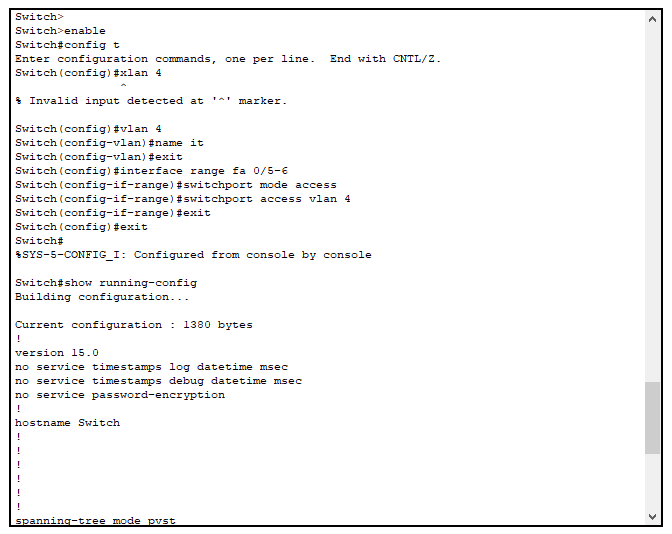 Switch>
Switch>enable
Switch#config t
Enter configuration commands, one per line.  End with CNTL/Z.
Switch(config)#xlan 4
               ^
% Invalid input detected at '^' marker.

Switch(config)#vlan 4
Switch(config-vlan)#name it
Switch(config-vlan)#exit
Switch(config)#interface range fa 0/5-6
Switch(config-if-range)#switchport mode access
Switch(config-if-range)#switchport access vlan 4
Switch(config-if-range)#exit
Switch(config)#exit
Switch#
%SYS-5-CONFIG_I: Configured from console by console

Switch#show running-config
Building configuration...

Current configuration : 1380 bytes
!
version 15.0
no service timestamps log datetime msec
no service timestamps debug datetime msec
no service password-encryption
!
hostname Switch
!
!
!
!
!
!
spanning-tree mode pvst